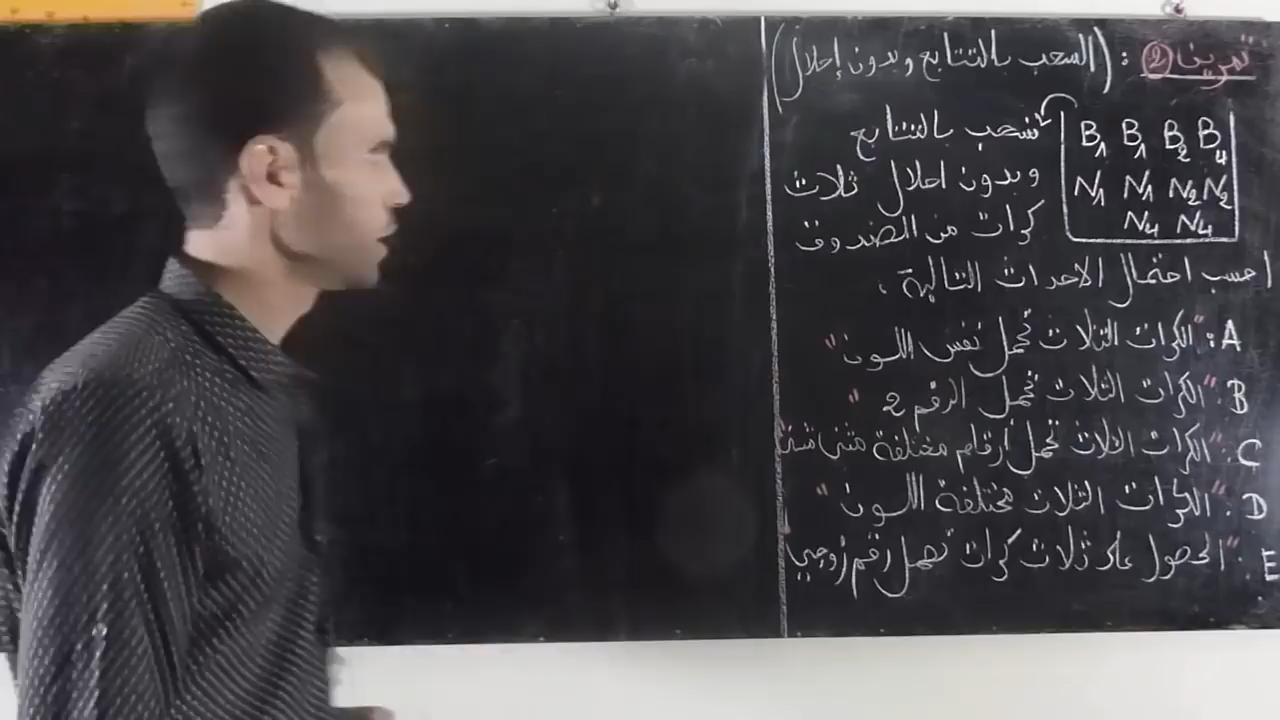 تمرين ② : (السحب بالتتابع وبدون إحلال)
B₁ B₁ B₂ B₄
N₁ N₁ N₂ N₂
N₄ N₄
نسحب بالتتابع
وبدون احلال ثلاث
كرات من الصندوق
احسب احتمال الاحداث التالية .
A : "الكرات الثلاث تحمل نفس اللون"
B : "الكرات الثلاث تحمل الرقم 2"
C : "الكرات الثلاث تحمل أرقام مختلفة مثنى مثنى
D : "الكرات الثلاث مختلفة اللون"
E : "الحصول على ثلاث كرات تحمل رقم زوجي"